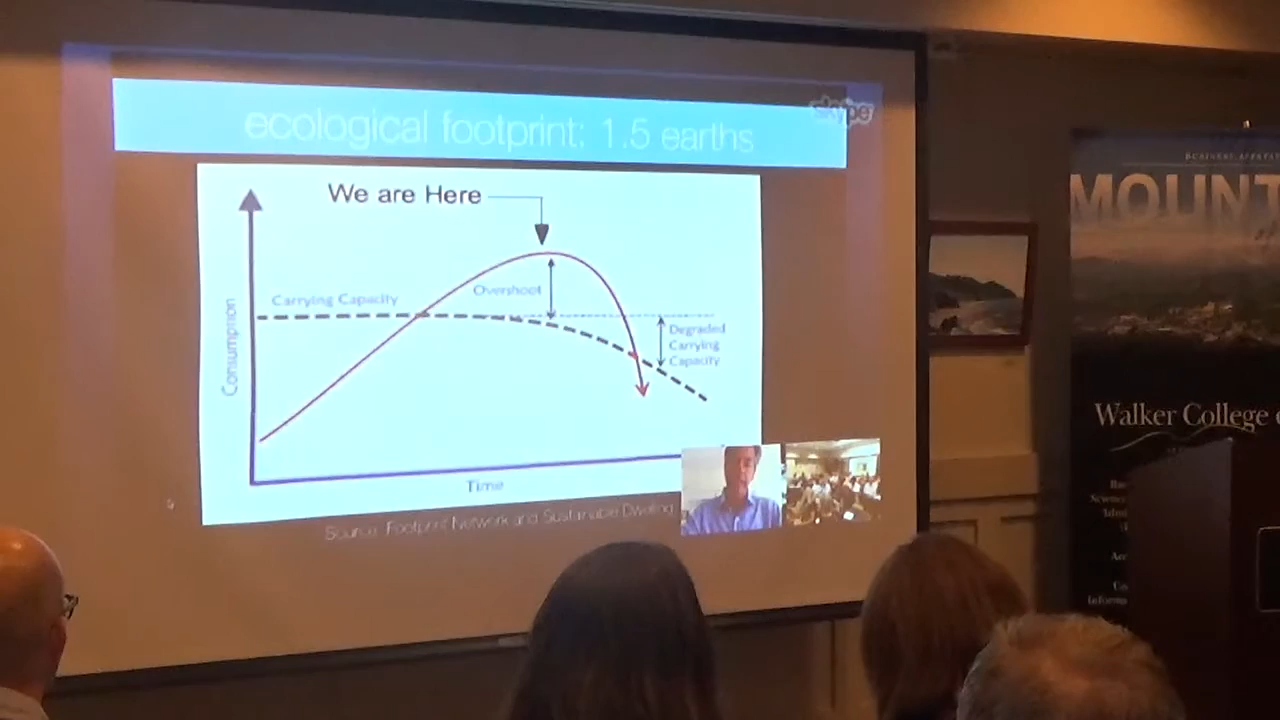 skype
ecological footprint: 1.5 earths
We are Here
Overshoot
Carrying Capacity
Degraded
Carrying
Capacity
Consumption
Time
Source: Footprint Network and Sustainable Dwelling
MOUNT
Walker College